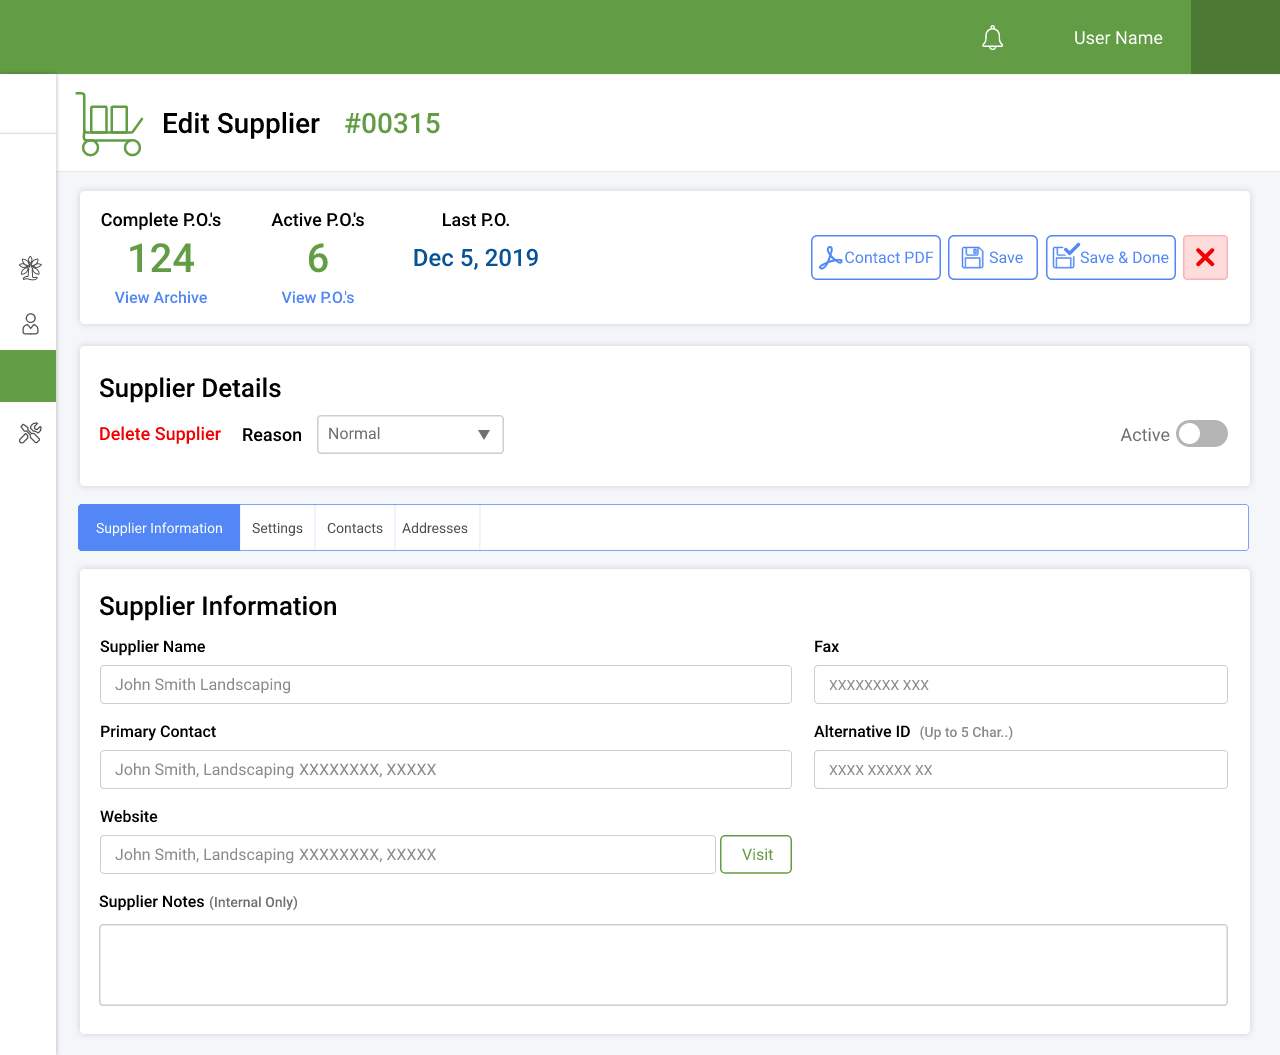 User Name
Edit Supplier #00315
Complete P.O.'s Active P.O.'s Last P.O.
124 6 Dec 5, 2019
View Archive View P.O.'s
Contact PDF Save Save & Done
Supplier Details
Delete Supplier Reason Normal Active
Supplier Information Settings Contacts Addresses
Supplier Information
Supplier Name Fax
John Smith Landscaping XXXXXXXX XXX
Primary Contact Alternative ID (Up to 5 Char..)
John Smith, Landscaping XXXXXXXX, XXXXX XXXX XXXXX XX
Website
John Smith, Landscaping XXXXXXXX, XXXXX Visit
Supplier Notes (Internal Only)